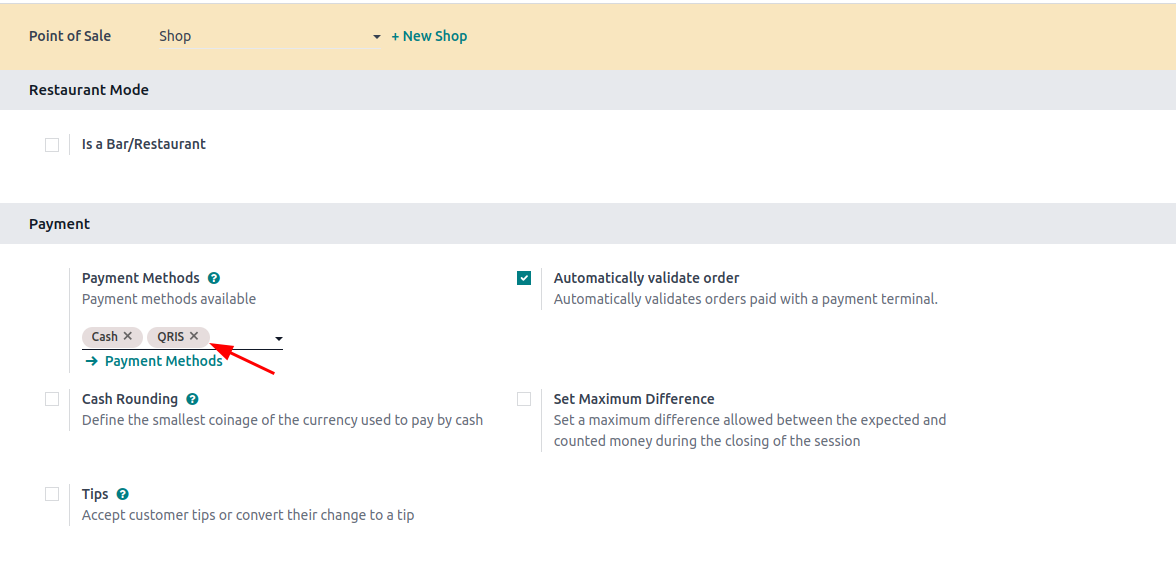 Point of Sale Shop + New Shop
Restaurant Mode
Is a Bar/Restaurant
Payment
Payment Methods ?
Payment methods available
Cash × QRIS ×
→ Payment Methods
Automatically validate order
Automatically validates orders paid with a payment terminal.
Cash Rounding ?
Define the smallest coinage of the currency used to pay by cash
Set Maximum Difference
Set a maximum difference allowed between the expected and
counted money during the closing of the session
Tips ?
Accept customer tips or convert their change to a tip